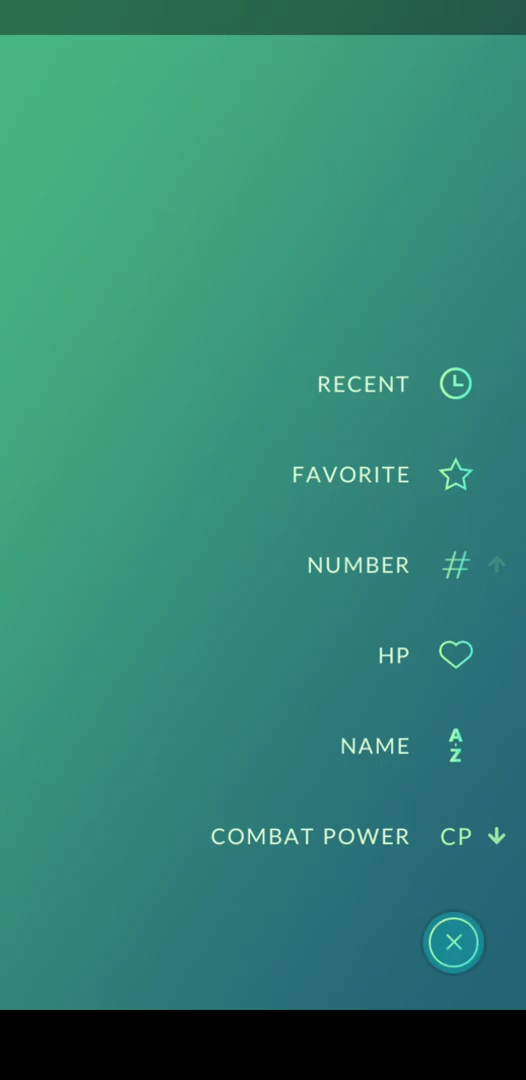 RECENT
FAVORITE
NUMBER #
HP
NAME A-Z
COMBAT POWER CP